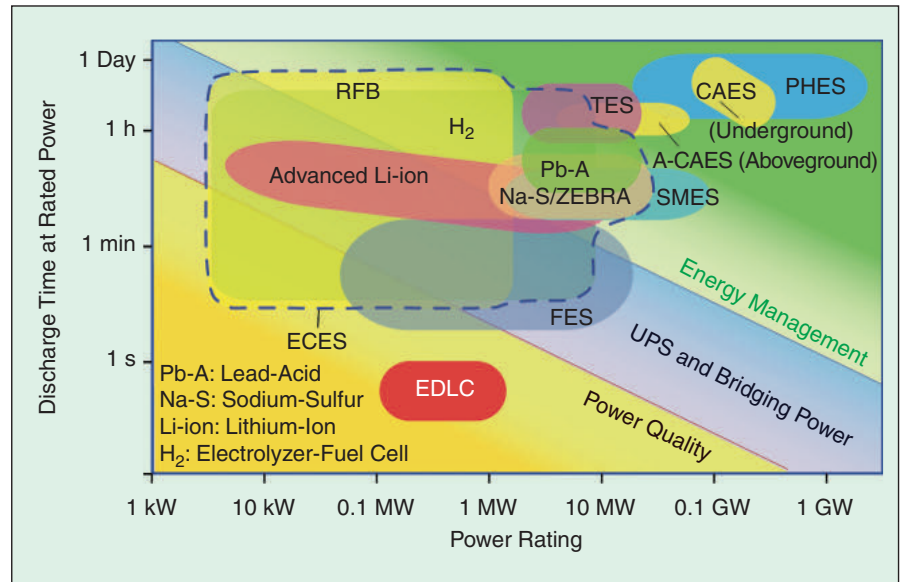 1 Day
1 h
1 min
1 s
Discharge Time at Rated Power
RFB
H₂
Advanced Li-ion
TES
CAES
PHES
(Underground)
A-CAES (Aboveground)
Pb-A
Na-S/ZEBRA
SMES
FES
ECES
EDLC
Energy Management
UPS and Bridging Power
Power Quality
Pb-A: Lead-Acid
Na-S: Sodium-Sulfur
Li-ion: Lithium-Ion
H₂: Electrolyzer-Fuel Cell
1 kW 10 kW 0.1 MW 1 MW 10 MW 0.1 GW 1 GW
Power Rating